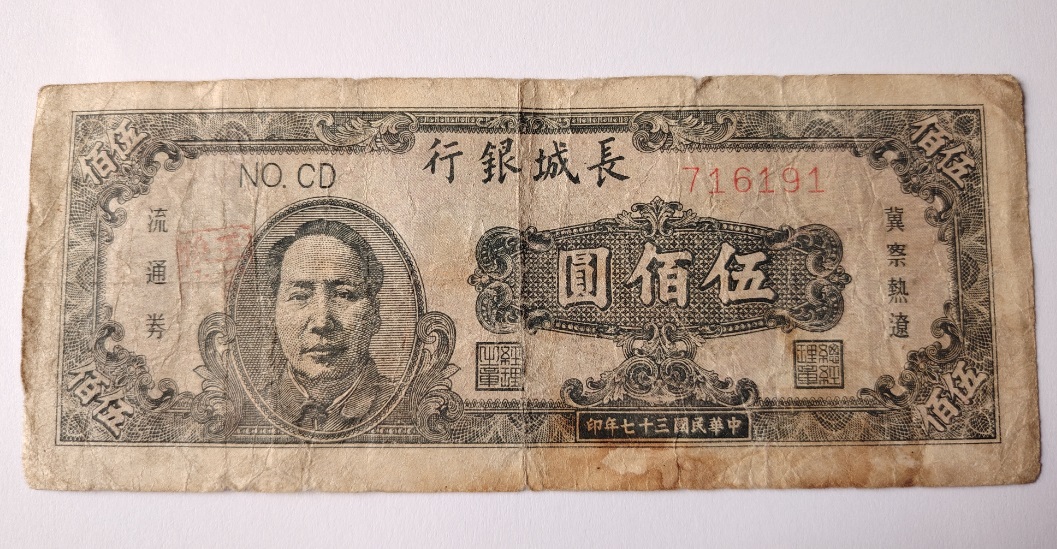 伍佰
伍佰
長城銀行
NO. CD
716191
冀察熱遼
流通券
伍佰圓
經理之章
總經理章
伍佰
伍佰
中華民國三十七年印